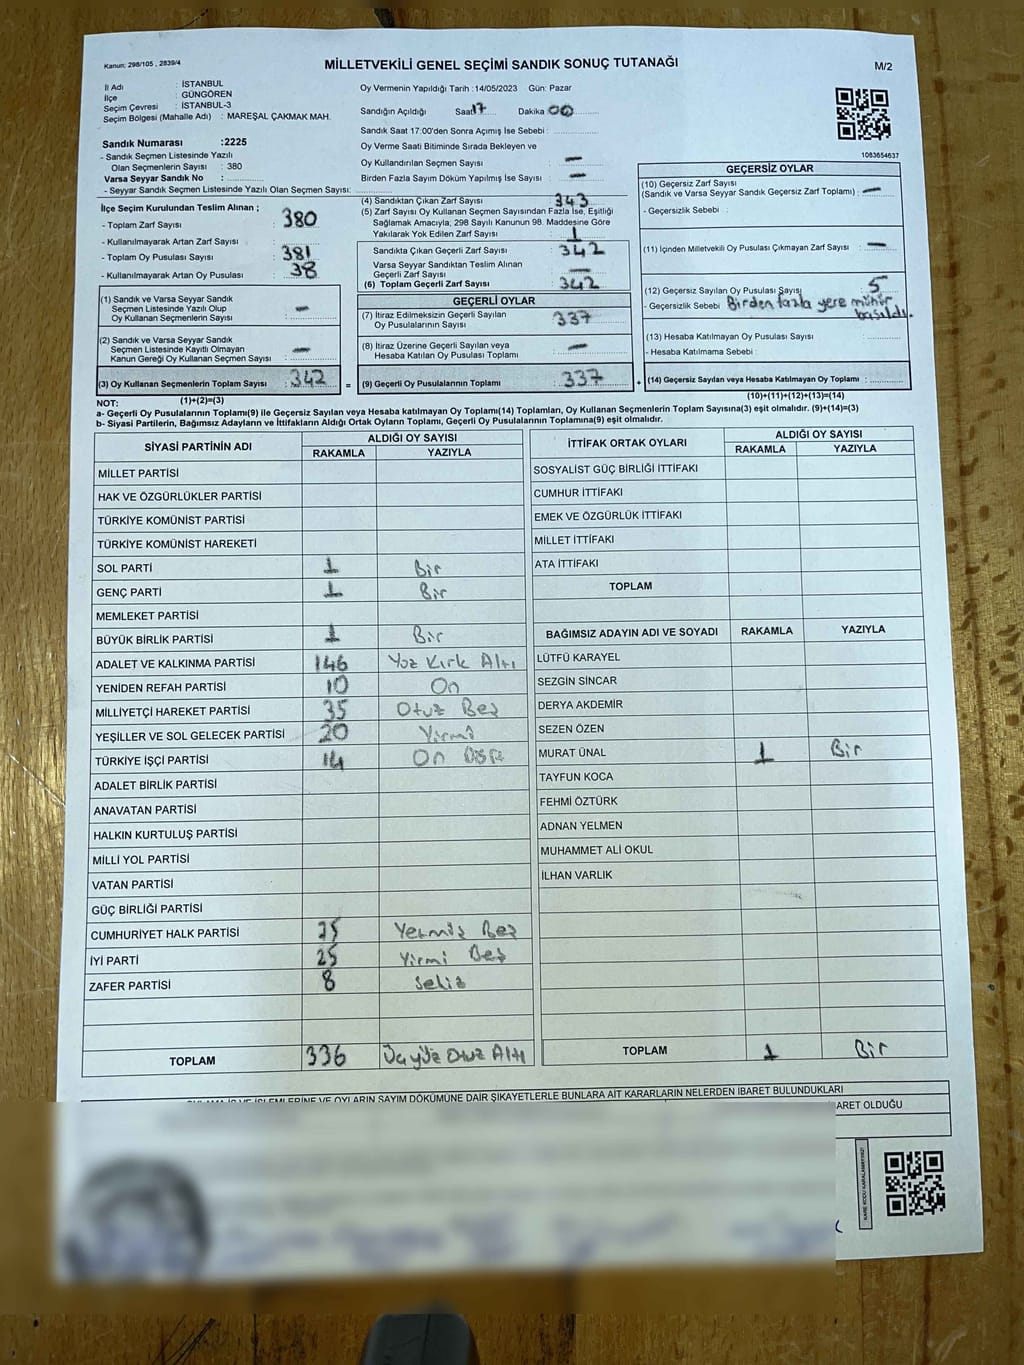 Kanun: 298/105 , 2839/4
MİLLETVEKİLİ GENEL SEÇİMİ SANDIK SONUÇ TUTANAĞI
M/2
İl Adı : İSTANBUL
İlçe : GÜNGÖREN
Seçim Çevresi : İSTANBUL-3
Seçim Bölgesi (Mahalle Adı) : MAREŞAL ÇAKMAK MAH.
Sandık Numarası :2225
- Sandık Seçmen Listesinde Yazılı
Olan Seçmenlerin Sayısı : 380
Varsa Seyyar Sandık No :
- Seyyar Sandık Seçmen Listesinde Yazılı Olan Seçmen Sayısı:
İlçe Seçim Kurulundan Teslim Alınan ;
- Toplam Zarf Sayısı : 380
- Kullanılmayarak Artan Zarf Sayısı :
- Toplam Oy Pusulası : 381
- Kullanılmayarak Artan Oy Pusulası : 38
(1) Sandık ve Varsa Seyyar Sandık
Seçmen Listesinde Yazılı Olup
Oy Kullanan Seçmenlerin Sayısı : —
(2) Sandık ve Varsa Seyyar Sandık
Seçmen Listesinde Kayıtlı Olmayan
Kanun Gereği Oy Kullanan Seçmen Sayısı : —
(3) Oy Kullanan Seçmenlerin Toplam Sayısı : 342 =
(1)+(2)=(3)
Oy Vermenin Yapıldığı Tarih : 14/05/2023 Gün: Pazar
Sandığın Açıldığı Saat 17 Dakika 00
Sandık Saat 17:00'den Sonra Açımış İse Sebebi :
Oy Verme Saati Bitiminde Sırada Bekleyen ve
Oy Kullandırılan Seçmen Sayısı : —
Birden Fazla Sayım Döküm Yapılmış İse Sayısı : —
(4) Sandıktan Çıkan Zarf Sayısı : 343
(5) Zarf Sayısı Oy Kullanan Seçmen Sayısından Fazla İse, Eşitliği
Sağlamak Amacıyla, 298 Sayılı Kanunun 98. Maddesine Göre
Yakılarak Yok Edilen Zarf Sayısı : 1
Sandıkta Çıkan Geçerli Zarf Sayısı : 342
Varsa Seyyar Sandıktan Teslim Alınan
Geçerli Zarf Sayısı : —
(6) Toplam Geçerli Zarf Sayısı : 342
GEÇERLİ OYLAR
(7) İtiraz Edilmeksizin Geçerli Sayılan
Oy Pusulalarının Sayısı : 337
(8) İtiraz Üzerine Geçerli Sayılan veya
Hesaba Katılan Oy Pusulası Toplamı : —
(9) Geçerli Oy Pusulalarının Toplamı : 337 +
1083654637
GEÇERSİZ OYLAR
(10) Geçersiz Zarf Sayısı
(Sandık ve Varsa Seyyar Sandık Geçersiz Zarf Toplamı) : —
- Geçersizlik Sebebi :
(11) İçinden Milletvekili Oy Pusulası Çıkmayan Zarf Sayısı : —
(12) Geçersiz Sayılan Oy Pusulası Sayısı : 5
- Geçersizlik Sebebi : Birden fazla yere mühür
basıldı.
(13) Hesaba Katılmayan Oy Pusulası Sayısı :
- Hesaba Katılmama Sebebi :
(14) Geçersiz Sayılan veya Hesaba Katılmayan Oy Toplamı :
(10)+(11)+(12)+(13)=(14)
NOT:
a- Geçerli Oy Pusulalarının Toplamı(9) ile Geçersiz Sayılan veya Hesaba Katılmayan Oy Toplamı(14) Toplamları, Oy Kullanan Seçmenlerin Toplam Sayısına(3) eşit olmalıdır. (9)+(14)=(3)
b- Siyasi Partilerin, Bağımsız Adayların ve İttifakların Aldığı Ortak Oyların Toplamı, Geçerli Oy Pusulalarının Toplamına(9) eşit olmalıdır.
SİYASİ PARTİNİN ADI ALDIĞI OY SAYISI
RAKAMLA YAZIYLA
MİLLET PARTİSİ
HAK VE ÖZGÜRLÜKLER PARTİSİ
TÜRKİYE KOMÜNİST PARTİSİ
TÜRKİYE KOMÜNİST HAREKETİ
SOL PARTİ 1 Bir
GENÇ PARTİ 1 Bir
MEMLEKET PARTİSİ
BÜYÜK BİRLİK PARTİSİ 1 Bir
ADALET VE KALKINMA PARTİSİ 146 Yüz Kırk Altı
YENİDEN REFAH PARTİSİ 10 On
MİLLİYETÇİ HAREKET PARTİSİ 35 Otuz Beş
YEŞİLLER VE SOL GELECEK PARTİSİ 20 Yirmi
TÜRKİYE İŞÇİ PARTİSİ 14 On Dört
ADALET BİRLİK PARTİSİ
ANAVATAN PARTİSİ
HALKIN KURTULUŞ PARTİSİ
MİLLİ YOL PARTİSİ
VATAN PARTİSİ
GÜÇ BİRLİĞİ PARTİSİ
CUMHURİYET HALK PARTİSİ 75 Yetmiş Beş
İYİ PARTİ 25 Yirmi Beş
ZAFER PARTİSİ 8 Sekiz
TOPLAM 336 Üçyüz Otuz Altı
İTTİFAK ORTAK OYLARI ALDIĞI OY SAYISI
RAKAMLA YAZIYLA
SOSYALİST GÜÇ BİRLİĞİ İTTİFAKI
CUMHUR İTTİFAKI
EMEK VE ÖZGÜRLÜK İTTİFAKI
MİLLET İTTİFAKI
ATA İTTİFAKI
TOPLAM
BAĞIMSIZ ADAYIN ADI VE SOYADI RAKAMLA YAZIYLA
LÜTFÜ KARAYEL
SEZGİN SİNCAR
DERYA AKDEMİR
SEZEN ÖZEN
MURAT ÜNAL 1 Bir
TAYFUN KOCA
FEHMİ ÖZTÜRK
ADNAN YELMEN
MUHAMMET ALİ OKUL
İLHAN VARLIK
TOPLAM 1 Bir
İŞLEMLERİNE VE OYLARIN SAYIM DÖKÜMÜNE DAİR ŞİKAYETLERLE BUNLARA AİT KARARLARIN NELERDEN İBARET BULUNDUKLARI
ARET OLDUĞU